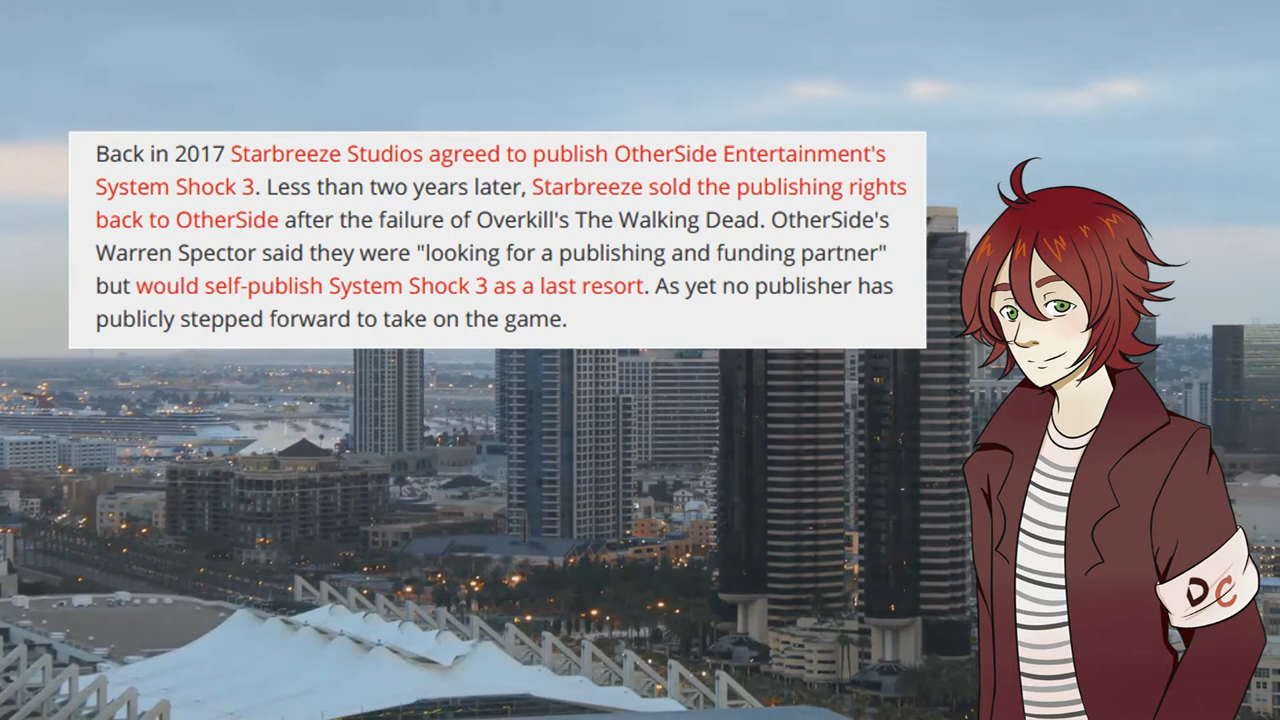 Back in 2017 Starbreeze Studios agreed to publish OtherSide Entertainment's
System Shock 3. Less than two years later, Starbreeze sold the publishing rights
back to OtherSide after the failure of Overkill's The Walking Dead. OtherSide's
Warren Spector said they were "looking for a publishing and funding partner"
but would self-publish System Shock 3 as a last resort. As yet no publisher has
publicly stepped forward to take on the game.
DC